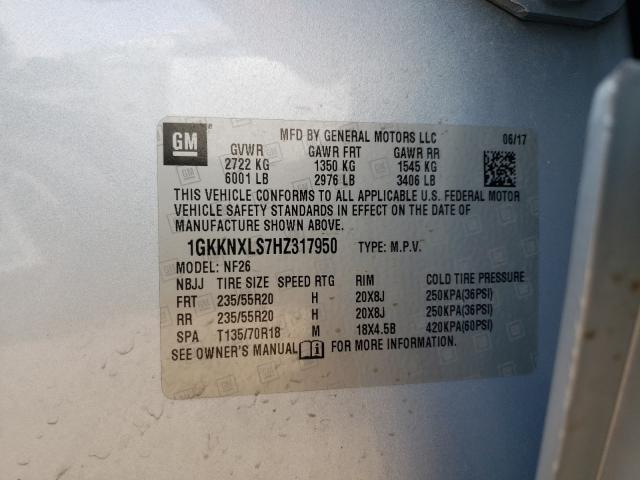 GM
MFD BY GENERAL MOTORS LLC 06/17
GVWR GAWR FRT GAWR RR
2722 KG 1350 KG 1545 KG
6001 LB 2976 LB 3406 LB
THIS VEHICLE CONFORMS TO ALL APPLICABLE U.S. FEDERAL MOTOR
VEHICLE SAFETY STANDARDS IN EFFECT ON THE DATE OF
MANUFACTURE SHOWN ABOVE.
1GKKNXLS7HZ317950 TYPE: M.P.V.
MODEL: NF26
NBJJ TIRE SIZE SPEED RTG RIM COLD TIRE PRESSURE
FRT 235/55R20 H 20X8J 250KPA(36PSI)
RR 235/55R20 H 20X8J 250KPA(36PSI)
SPA T135/70R18 M 18X4.5B 420KPA(60PSI)
SEE OWNER'S MANUAL FOR MORE INFORMATION.